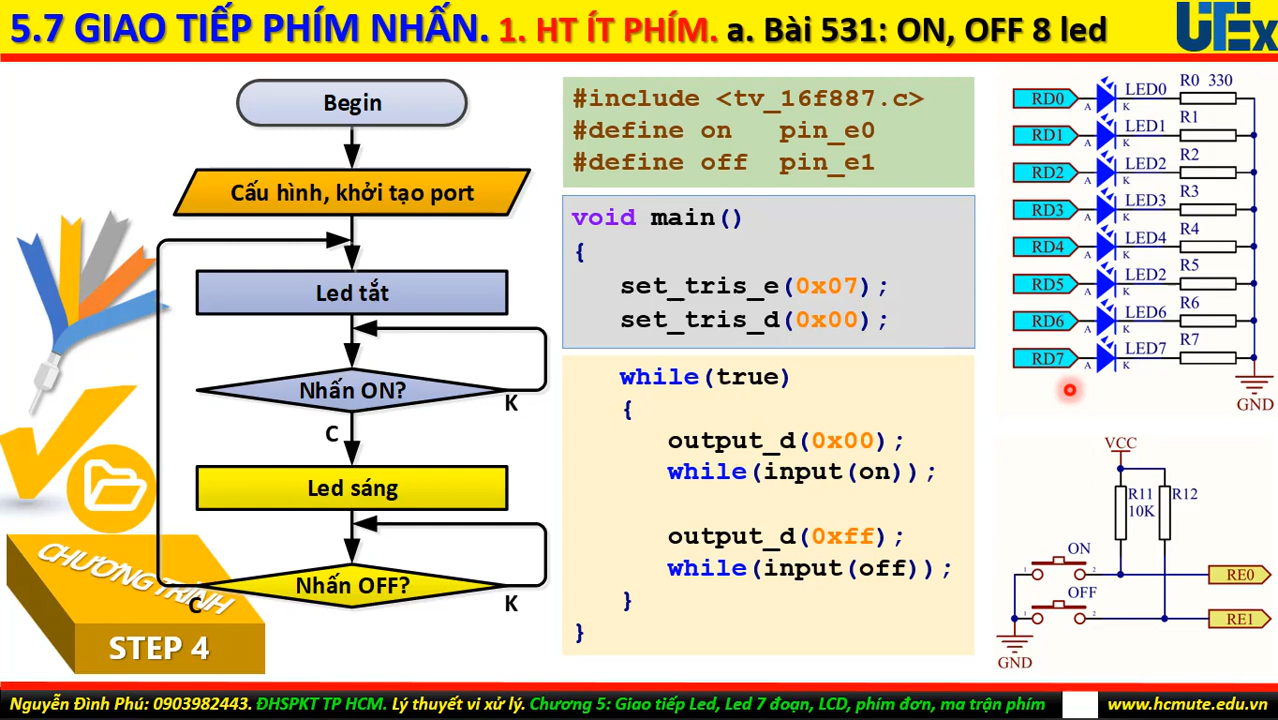 5.7 GIAO TIẾP PHÍM NHẤN. 1. HT ÍT PHÍM. a. Bài 531: ON, OFF 8 led
UTEx
Begin
Cấu hình, khởi tạo port
Led tắt
Nhấn ON?
K
C
Led sáng
Nhấn OFF?
K
C
CHƯƠNG TRÌNH
STEP 4
#include <tv_16f887.c>
#define on pin_e0
#define off pin_e1
void main()
{
set_tris_e(0x07);
set_tris_d(0x00);
while(true)
{
output_d(0x00);
while(input(on));
output_d(0xff);
while(input(off));
}
}
RD0 A K LED0 R0 330
RD1 A K LED1 R1
RD2 A K LED2 R2
RD3 A K LED3 R3
RD4 A K LED4 R4
RD5 A K LED2 R5
RD6 A K LED6 R6
RD7 A K LED7 R7
GND
VCC
R11 R12
10K
ON
1 2 RE0
OFF
1 2 RE1
GND
Nguyễn Đình Phú: 0903982443. ĐHSPKT TP HCM. Lý thuyết vi xử lý. Chương 5: Giao tiếp Led, Led 7 đoạn, LCD, phím đơn, ma trận phím
www.hcmute.edu.vn